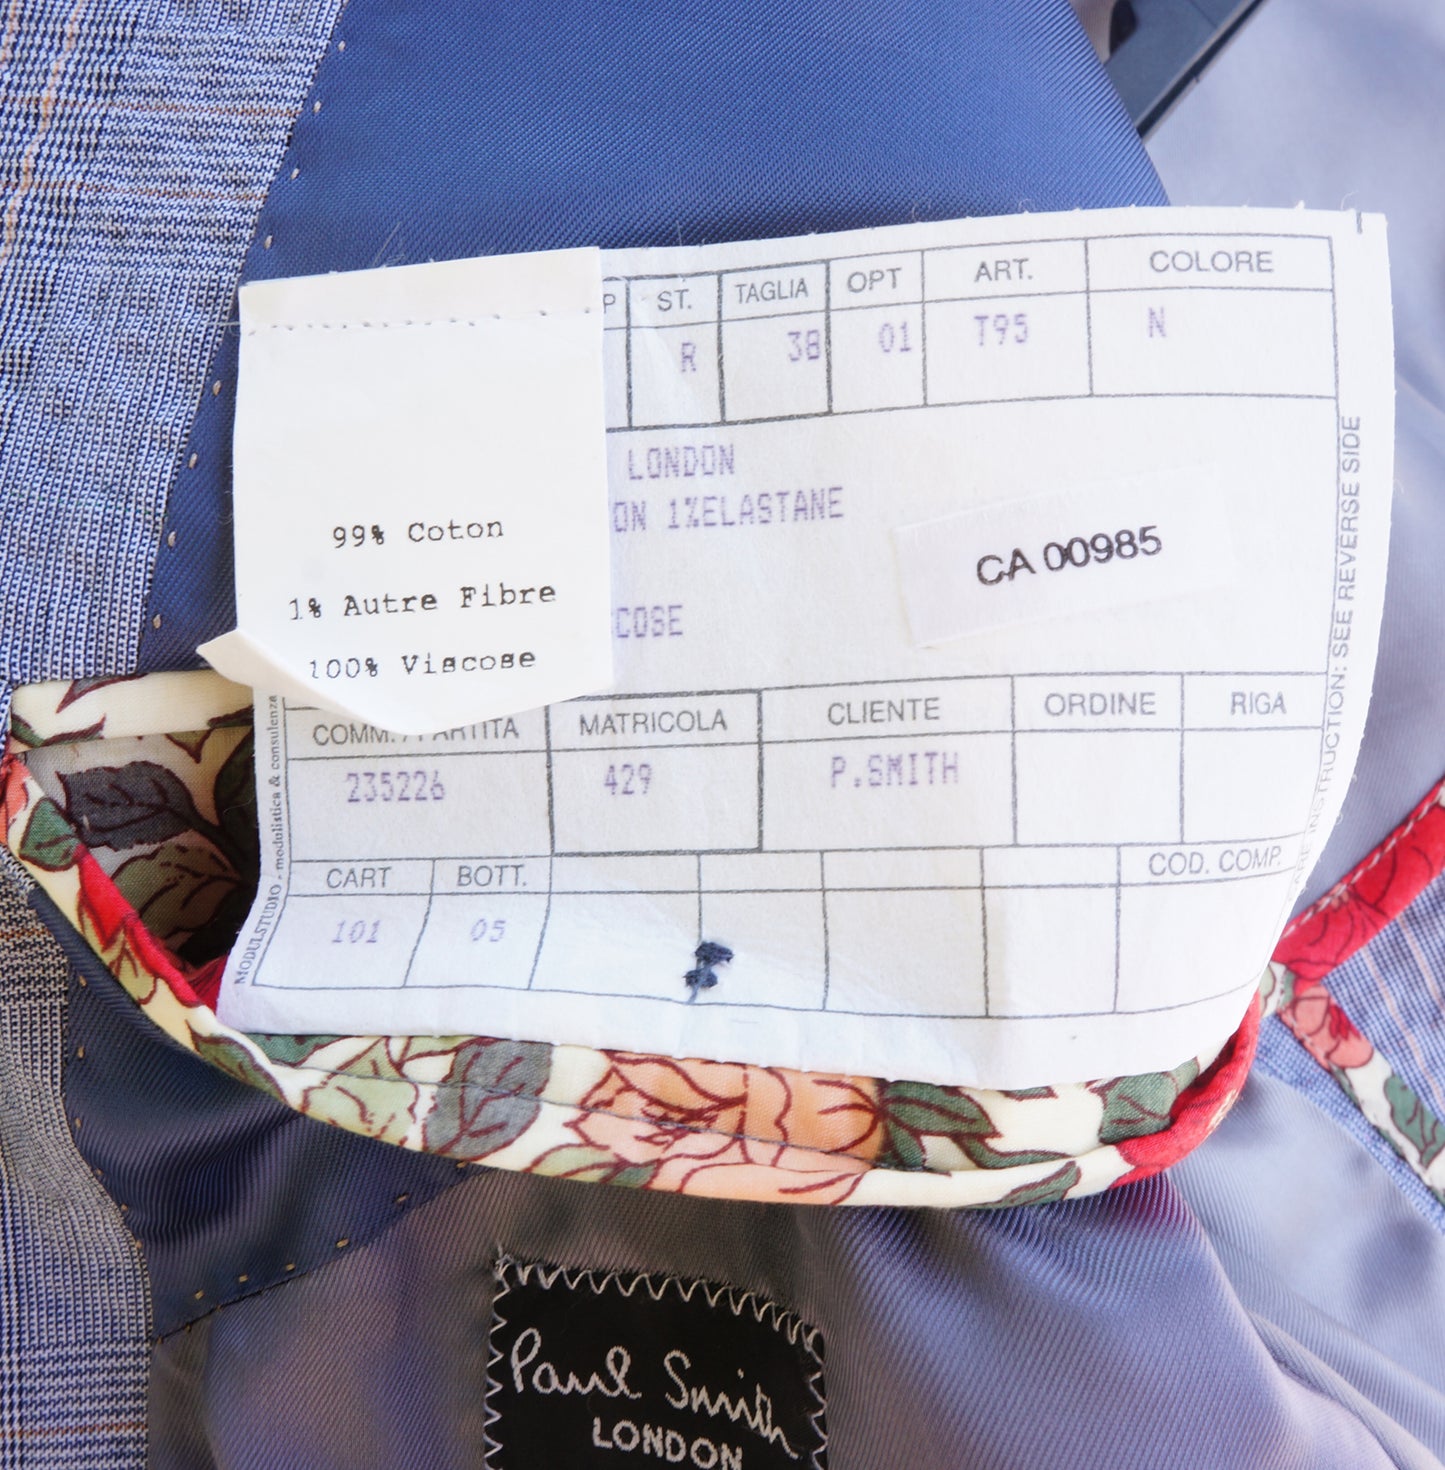 P ST. TAGLIA OPT ART. COLORE
R 38 01 T95 N
LONDON
ON 1%ELASTANE
CA 00985
COSE
99% Coton
1% Autre Fibre
100% Viscose
MATRICOLA CLIENTE ORDINE RIGA
235226 429 P.SMITH
CART BOTT. COD. COMP.
101 05
MODULSTUDIO - modulistica & consulenza
INSTRUCTION: SEE REVERSE SIDE
Paul Smith
LONDON